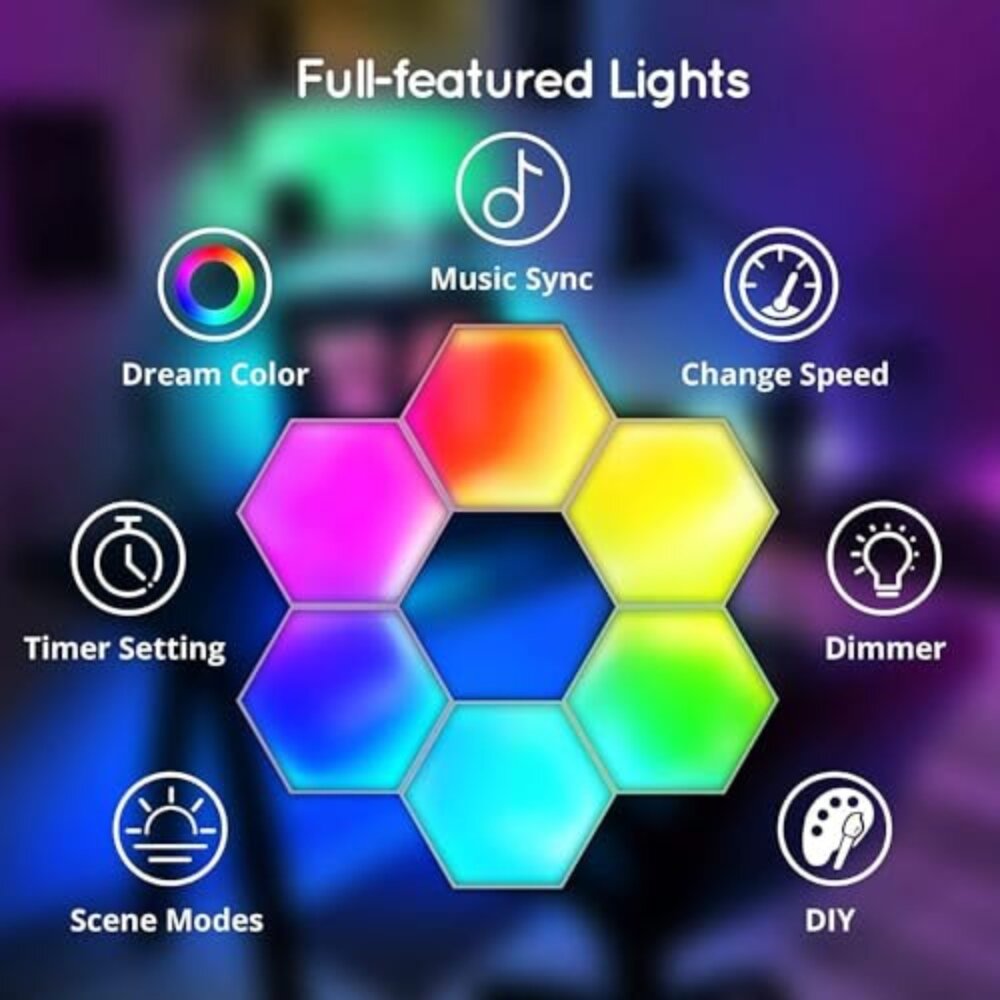 Full-featured Lights
Music Sync
Dream Color
Change Speed
Timer Setting
Dimmer
Scene Modes
DIY